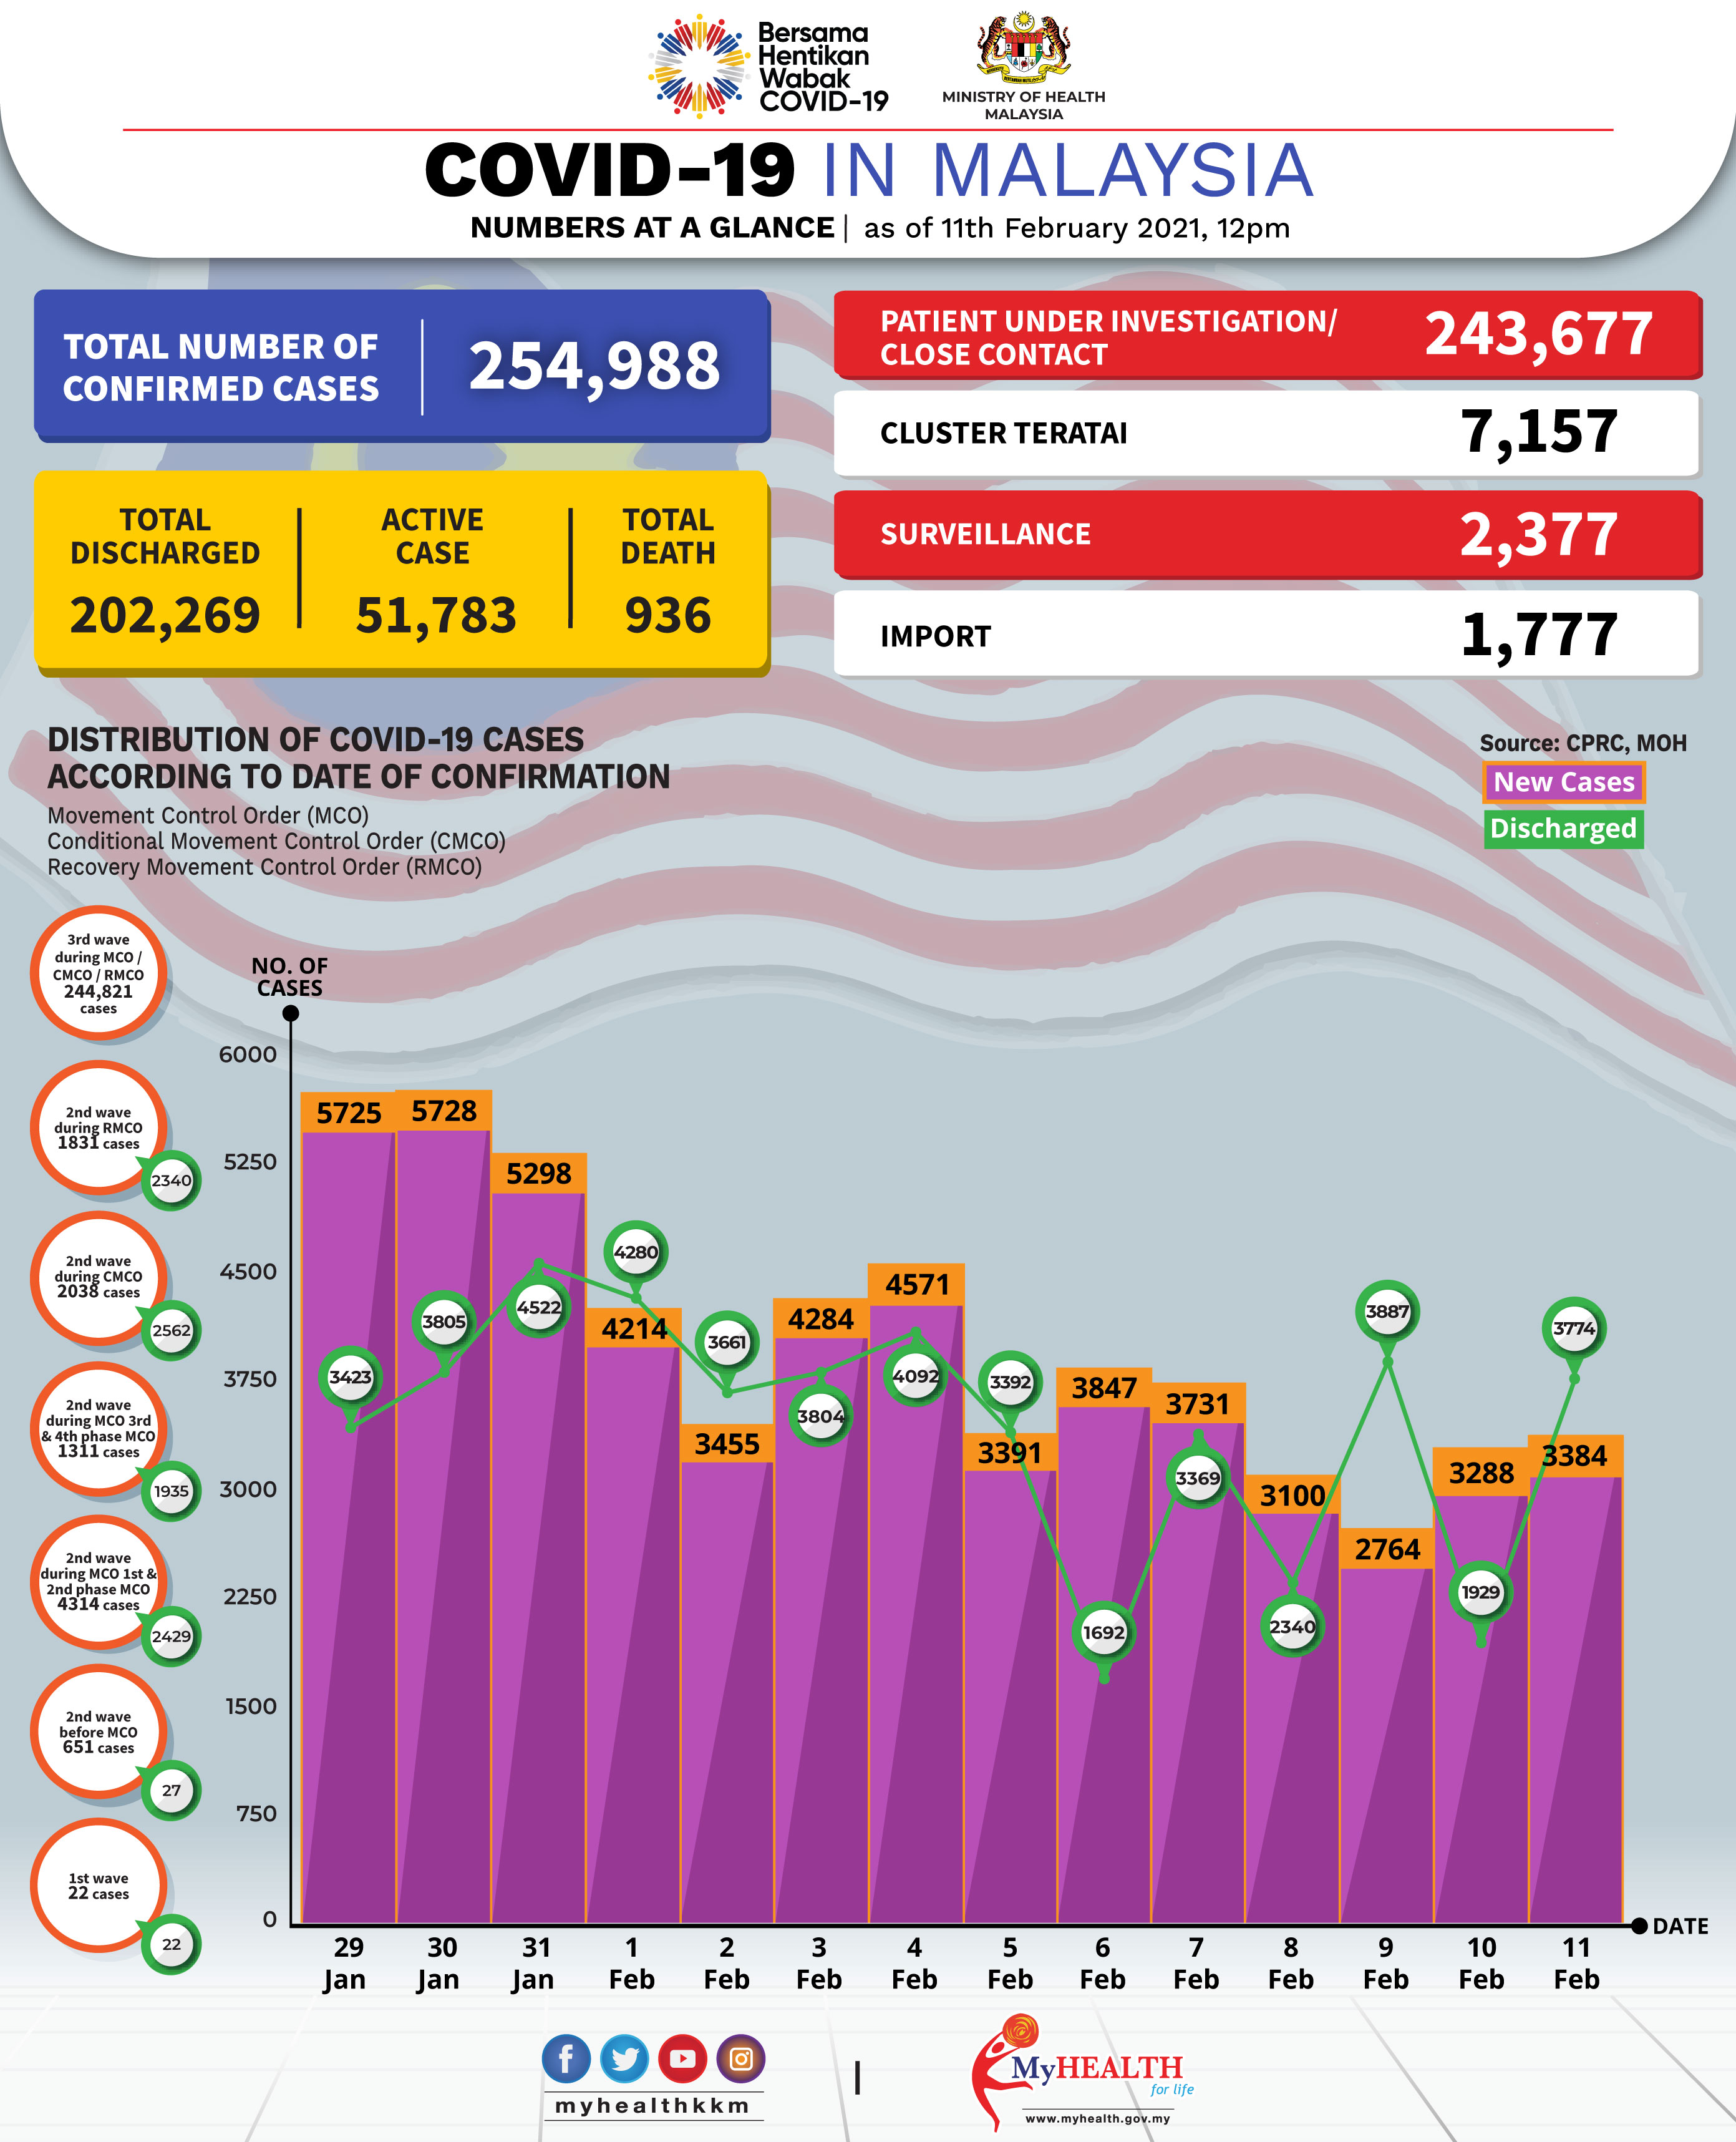 Bersama
Hentikan
Wabak
COVID-19
MINISTRY OF HEALTH
MALAYSIA
COVID-19 IN MALAYSIA
NUMBERS AT A GLANCE | as of 11th February 2021, 12pm
TOTAL NUMBER OF
CONFIRMED CASES
254,988
TOTAL
DISCHARGED
202,269
ACTIVE
CASE
51,783
TOTAL
DEATH
936
PATIENT UNDER INVESTIGATION/
CLOSE CONTACT
243,677
CLUSTER TERATAI
7,157
SURVEILLANCE
2,377
IMPORT
1,777
DISTRIBUTION OF COVID-19 CASES
ACCORDING TO DATE OF CONFIRMATION
Movement Control Order (MCO)
Conditional Movement Control Order (CMCO)
Recovery Movement Control Order (RMCO)
Source: CPRC, MOH
New Cases
Discharged
3rd wave
during MCO /
CMCO / RMCO
244,821
cases
2nd wave
during RMCO
1831 cases
2340
2nd wave
during CMCO
2038 cases
2562
2nd wave
during MCO 3rd
& 4th phase MCO
1311 cases
1935
2nd wave
during MCO 1st &
2nd phase MCO
4314 cases
2429
2nd wave
before MCO
651 cases
27
1st wave
22 cases
22
NO. OF
CASES
6000
5250
4500
3750
3000
2250
1500
750
0
5725
5728
5298
4214
3455
4284
4571
3391
3847
3731
3100
2764
3288
3384
3423
3805
4522
4280
3661
3804
4092
3392
1692
3369
2340
3887
1929
3774
DATE
29
Jan
30
Jan
31
Jan
1
Feb
2
Feb
3
Feb
4
Feb
5
Feb
6
Feb
7
Feb
8
Feb
9
Feb
10
Feb
11
Feb
myhealthkkm
MyHEALTH
for life
www.myhealth.gov.my